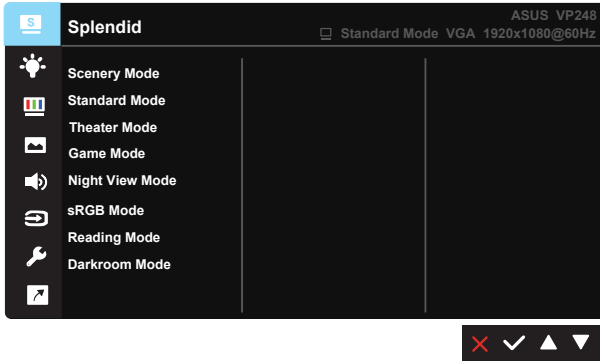 S
Splendid
ASUS VP248
Standard Mode VGA 1920x1080@60Hz
Scenery Mode
Standard Mode
Theater Mode
Game Mode
Night View Mode
sRGB Mode
Reading Mode
Darkroom Mode